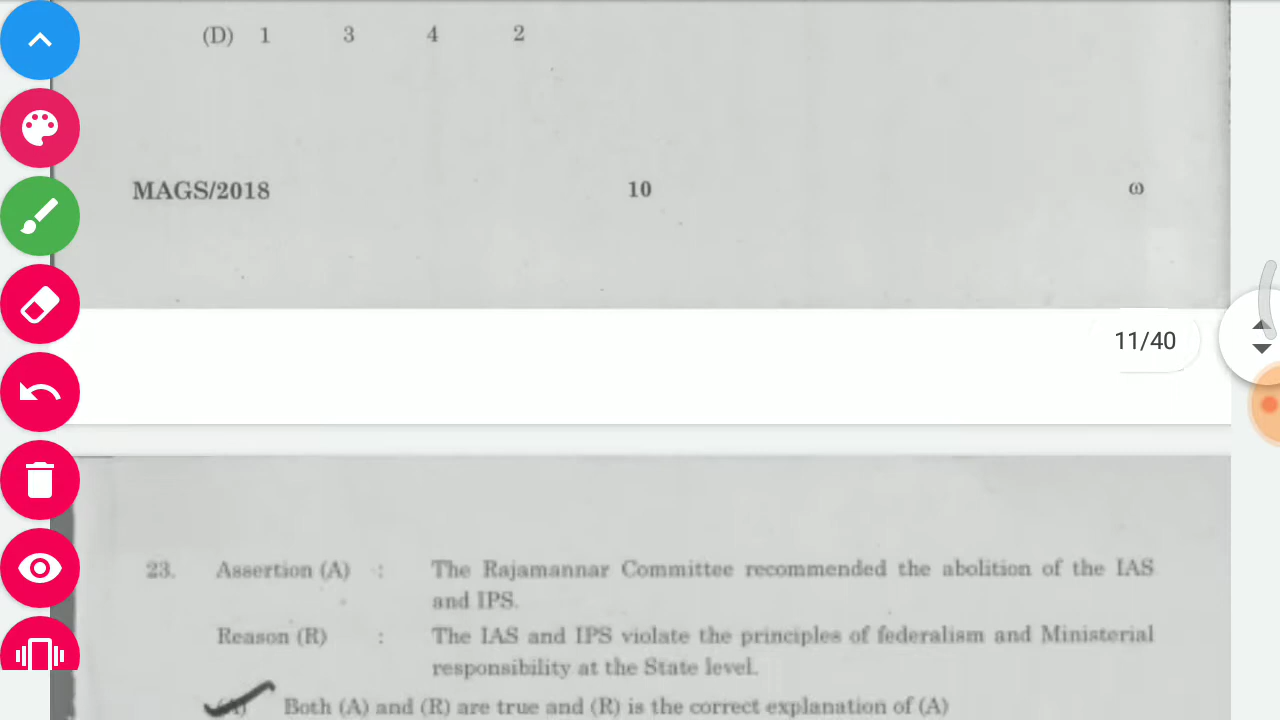 (D) 1 3 4 2
MAGS/2018 10 ω
11/40
23. Assertion (A) : The Rajamannar Committee recommended the abolition of the IAS
and IPS.
Reason (R) : The IAS and IPS violate the principles of federalism and Ministerial
responsibility at the State level.
Both (A) and (R) are true and (R) is the correct explanation of (A)